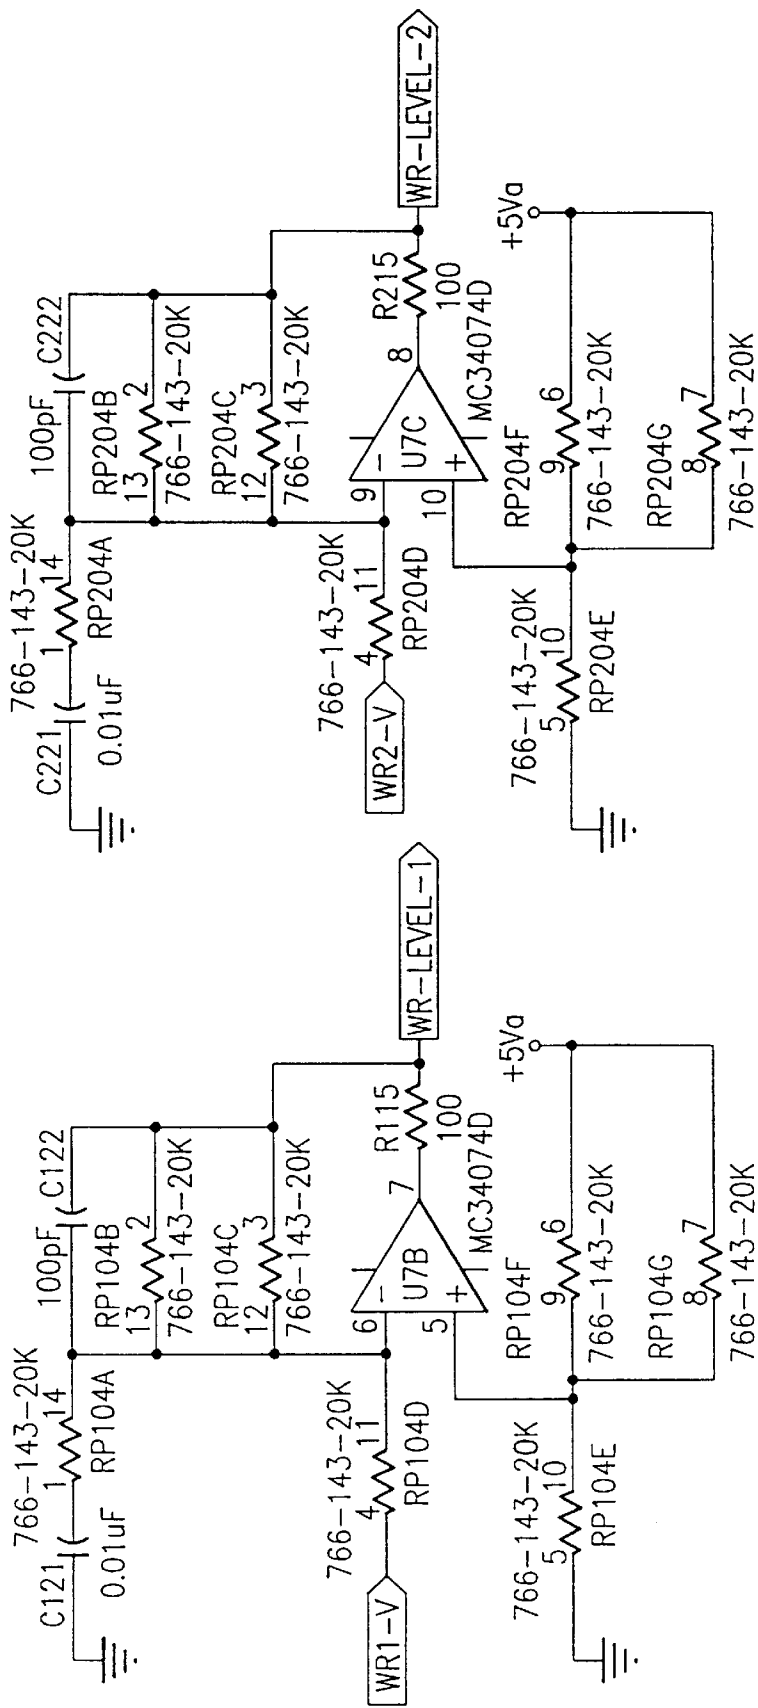 766-143-20K
C121
1
14
100pF
C122
0.01uF
RP104A
RP104B
13
2
766-143-20K
RP104C
12
3
766-143-20K
766-143-20K
WR1-V
4
11
RP104D
6
5
U7B
7
R115
100
MC34074D
WR-LEVEL-1
766-143-20K
5
10
RP104E
RP104F
9
6
766-143-20K
+5Va
RP104G
8
7
766-143-20K
766-143-20K
C221
1
14
100pF
C222
0.01uF
RP204A
RP204B
13
2
766-143-20K
RP204C
12
3
766-143-20K
766-143-20K
WR2-V
4
11
RP204D
9
10
U7C
8
R215
100
MC34074D
WR-LEVEL-2
766-143-20K
5
10
RP204E
RP204F
9
6
766-143-20K
+5Va
RP204G
8
7
766-143-20K